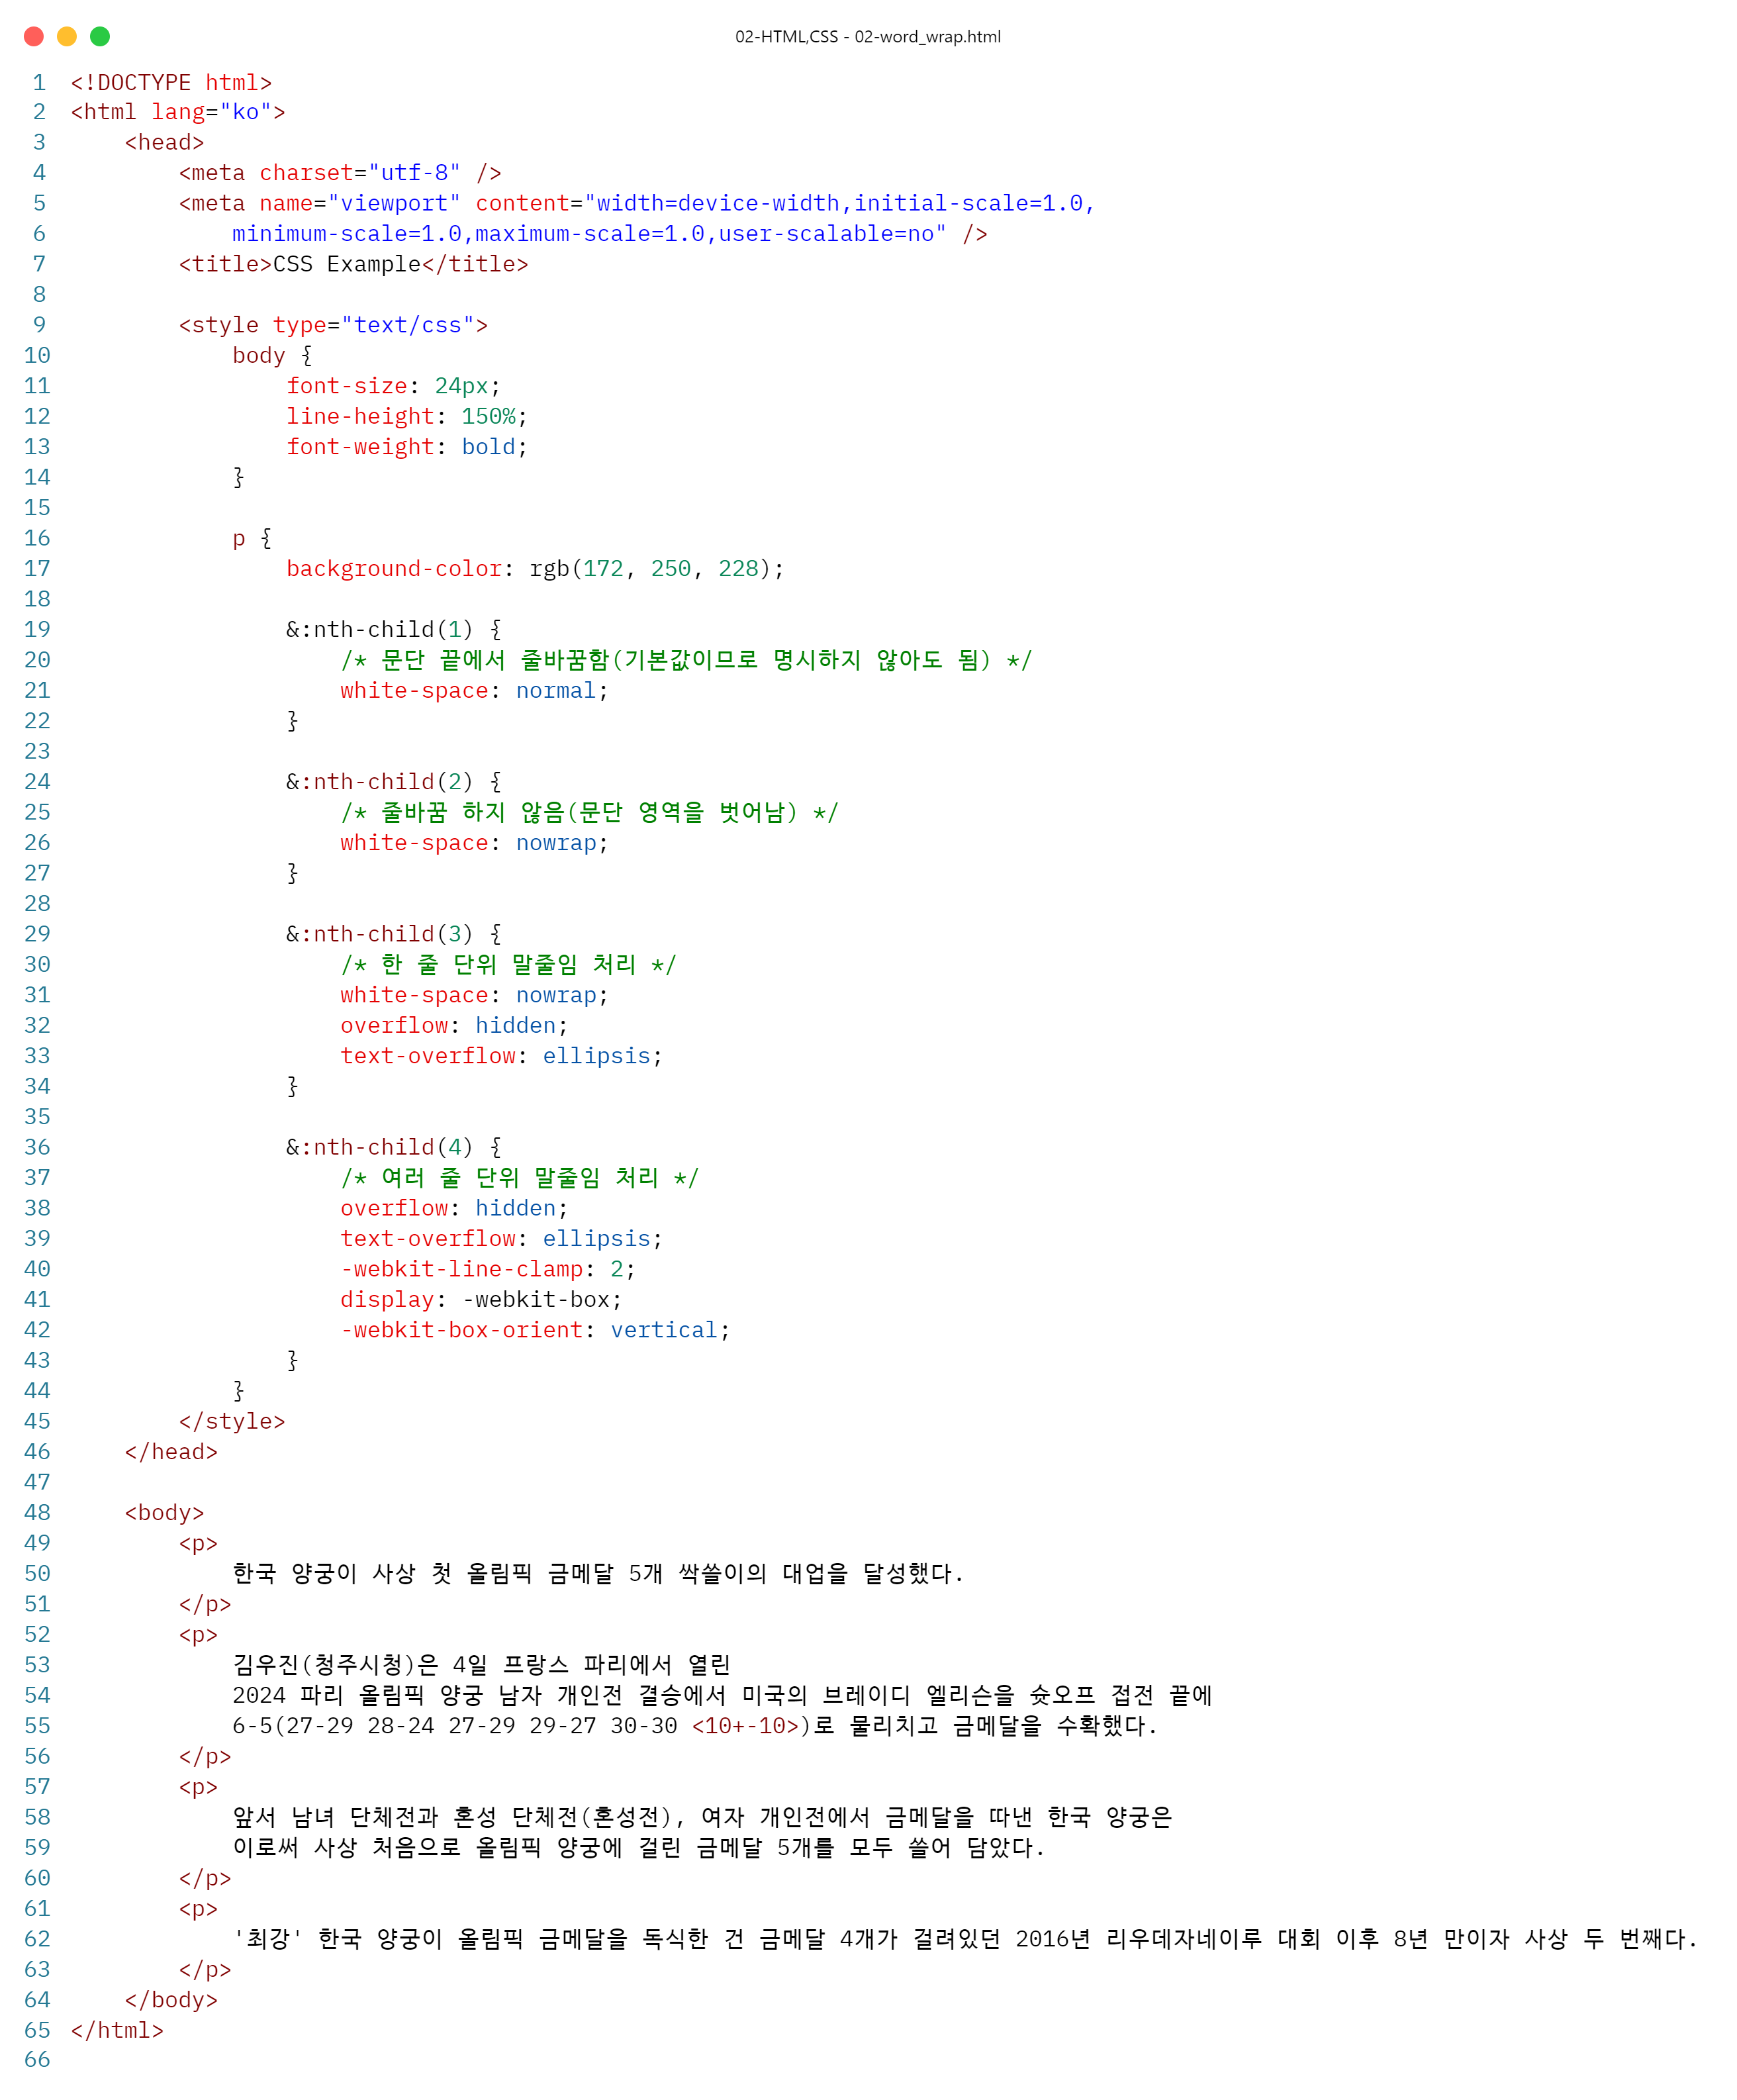 02-HTML,CSS - 02-word_wrap.html
1 <!DOCTYPE html>
2 <html lang="ko">
3     <head>
4         <meta charset="utf-8" />
5         <meta name="viewport" content="width=device-width,initial-scale=1.0,
6             minimum-scale=1.0,maximum-scale=1.0,user-scalable=no" />
7         <title>CSS Example</title>
8
9         <style type="text/css">
10             body {
11                 font-size: 24px;
12                 line-height: 150%;
13                 font-weight: bold;
14             }
15
16             p {
17                 background-color: rgb(172, 250, 228);
18
19                 &:nth-child(1) {
20                     /* 문단 끝에서 줄바꿈함(기본값이므로 명시하지 않아도 됨) */
21                     white-space: normal;
22                 }
23
24                 &:nth-child(2) {
25                     /* 줄바꿈 하지 않음(문단 영역을 벗어남) */
26                     white-space: nowrap;
27                 }
28
29                 &:nth-child(3) {
30                     /* 한 줄 단위 말줄임 처리 */
31                     white-space: nowrap;
32                     overflow: hidden;
33                     text-overflow: ellipsis;
34                 }
35
36                 &:nth-child(4) {
37                     /* 여러 줄 단위 말줄임 처리 */
38                     overflow: hidden;
39                     text-overflow: ellipsis;
40                     -webkit-line-clamp: 2;
41                     display: -webkit-box;
42                     -webkit-box-orient: vertical;
43                 }
44             }
45         </style>
46     </head>
47
48     <body>
49         <p>
50             한국 양궁이 사상 첫 올림픽 금메달 5개 싹쓸이의 대업을 달성했다.
51         </p>
52         <p>
53             김우진(청주시청)은 4일 프랑스 파리에서 열린
54             2024 파리 올림픽 양궁 남자 개인전 결승에서 미국의 브레이디 엘리슨을 슛오프 접전 끝에
55             6-5(27-29 28-24 27-29 29-27 30-30 <10+-10>)로 물리치고 금메달을 수확했다.
56         </p>
57         <p>
58             앞서 남녀 단체전과 혼성 단체전(혼성전), 여자 개인전에서 금메달을 따낸 한국 양궁은
59             이로써 사상 처음으로 올림픽 양궁에 걸린 금메달 5개를 모두 쓸어 담았다.
60         </p>
61         <p>
62             '최강' 한국 양궁이 올림픽 금메달을 독식한 건 금메달 4개가 걸려있던 2016년 리우데자네이루 대회 이후 8년 만이자 사상 두 번째다.
63         </p>
64     </body>
65 </html>
66